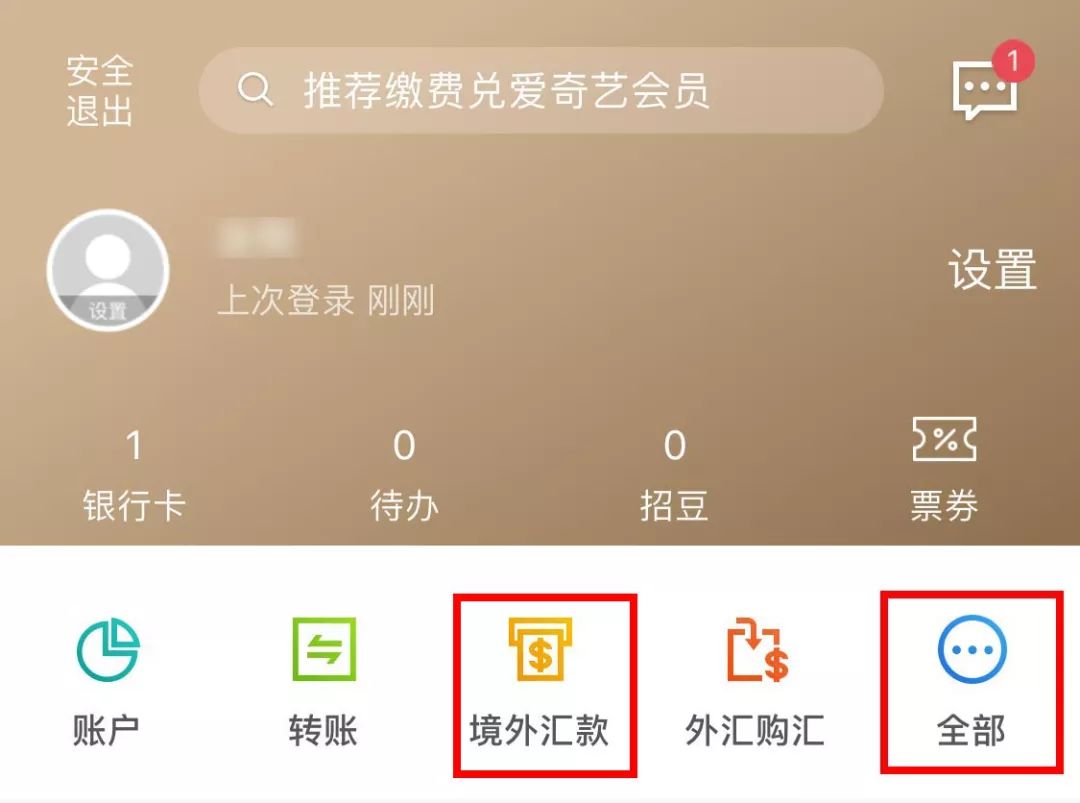 安全
退出
推荐缴费兑爱奇艺会员
1
设置
上次登录 刚刚
设置
1
0
0
银行卡
待办
招豆
票券
账户
转账
境外汇款
外汇购汇
全部